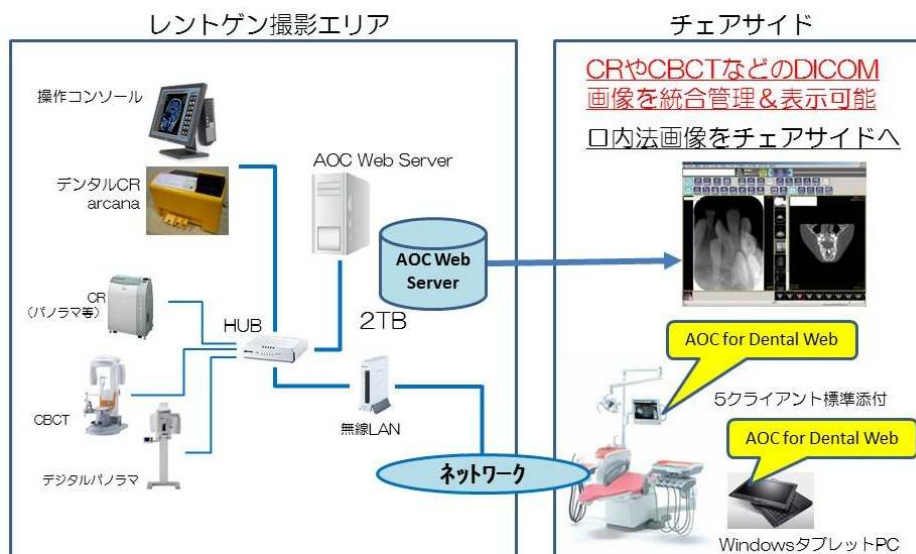 レントゲン撮影エリア
操作コンソール
デンタルCR
arcana
AOC Web Server
AOC Web
Server
2TB
CR
(パノラマ等)
HUB
CBCT
デジタルパノラマ
無線LAN
ネットワーク
チェアサイド
CRやCBCTなどのDICOM
画像を統合管理&表示可能
口内法画像をチェアサイドへ
AOC for Dental Web
5クライアント標準添付
AOC for Dental Web
WindowsタブレットPC